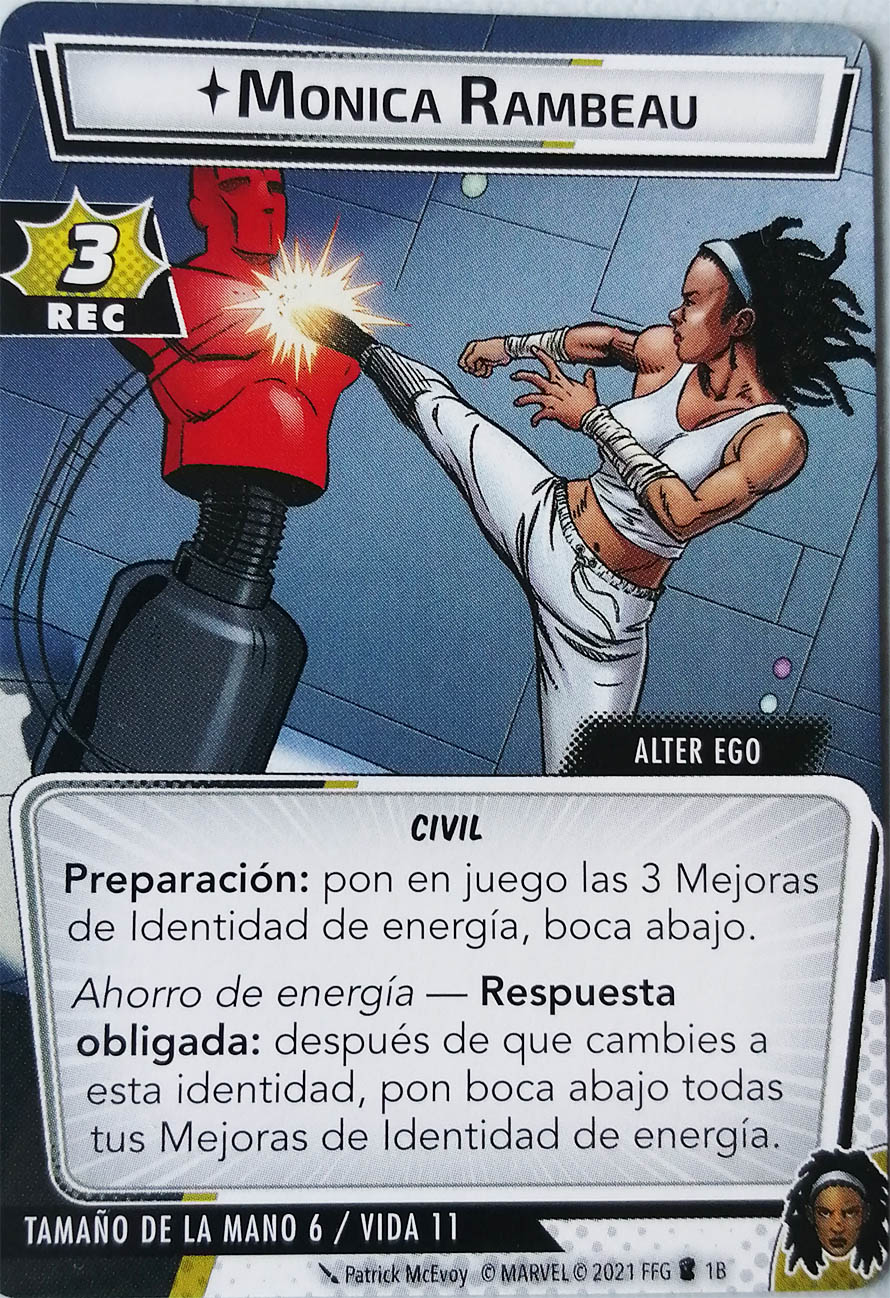 MONICA RAMBEAU
3
REC
ALTER EGO
CIVIL
Preparación: pon en juego las 3 Mejoras
de Identidad de energía, boca abajo.
Ahorro de energía — Respuesta
obligada: después de que cambies a
esta identidad, pon boca abajo todas
tus Mejoras de Identidad de energía.
TAMAÑO DE LA MANO 6 / VIDA 11
Patrick McEvoy © MARVEL © 2021 FFG 1B